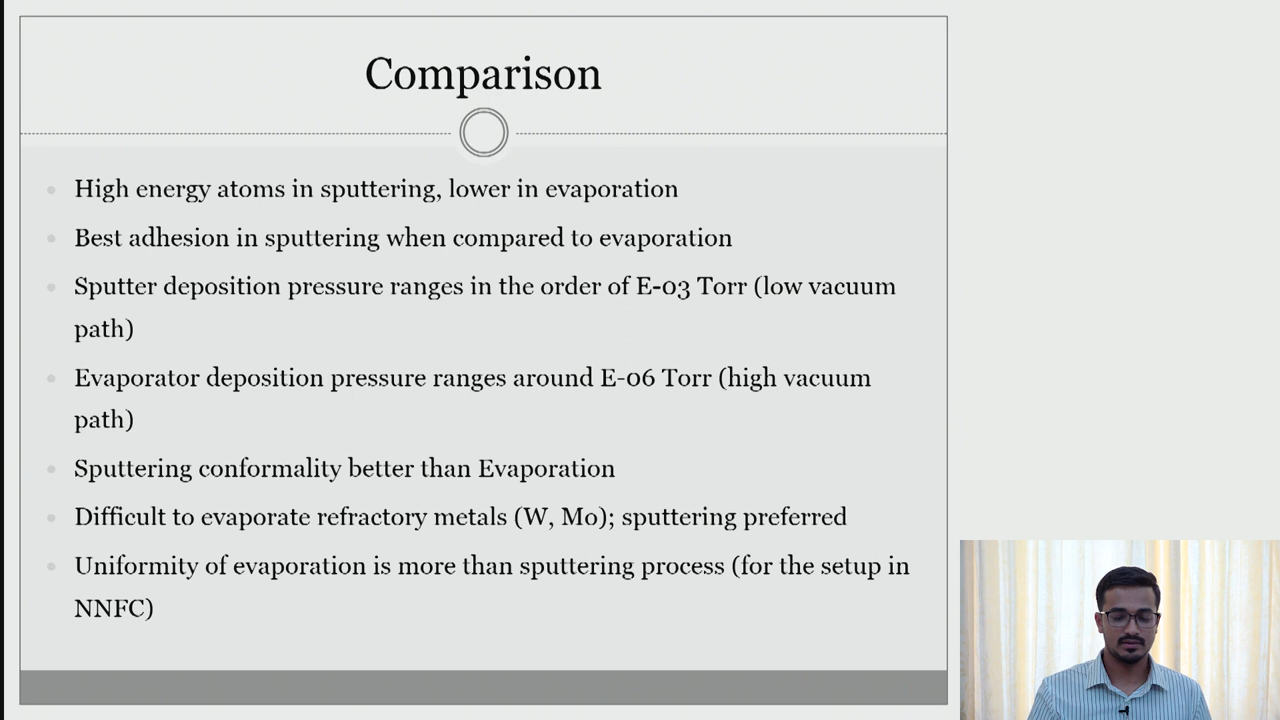 Comparison
High energy atoms in sputtering, lower in evaporation
Best adhesion in sputtering when compared to evaporation
Sputter deposition pressure ranges in the order of E-03 Torr (low vacuum
path)
Evaporator deposition pressure ranges around E-06 Torr (high vacuum
path)
Sputtering conformality better than Evaporation
Difficult to evaporate refractory metals (W, Mo); sputtering preferred
Uniformity of evaporation is more than sputtering process (for the setup in
NNFC)